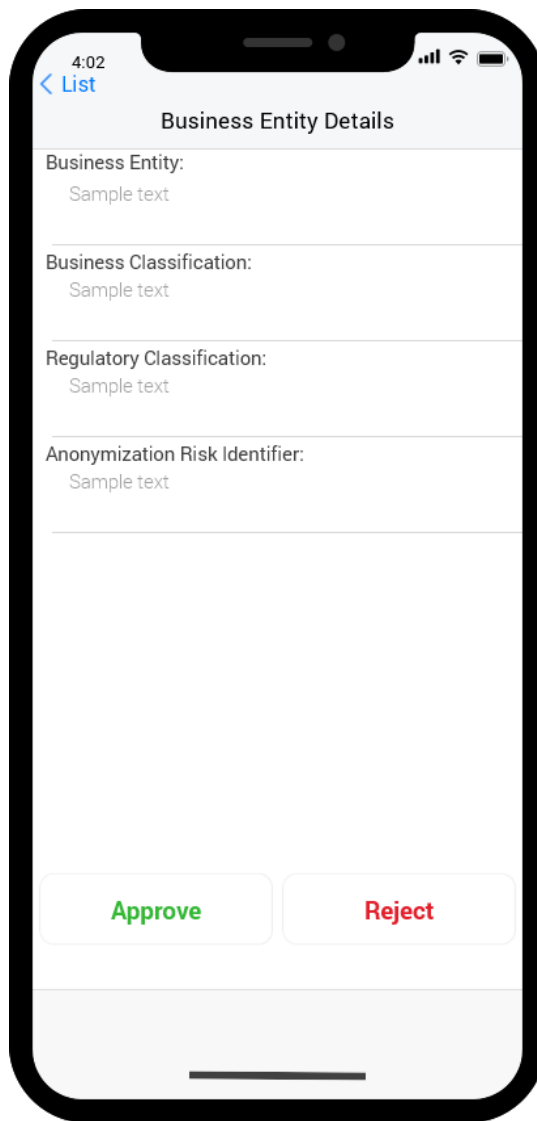 4:02
List
Business Entity Details
Business Entity:
Sample text
Business Classification:
Sample text
Regulatory Classification:
Sample text
Anonymization Risk Identifier:
Sample text
Approve Reject